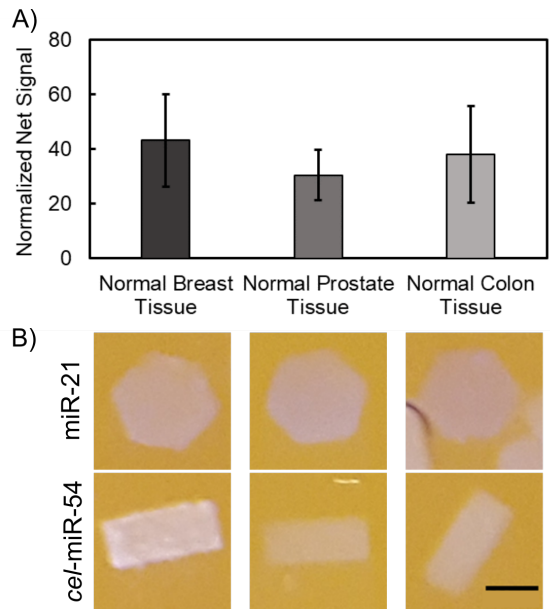 A)
80
60
40
20
0
Normalized Net Signal
Normal Breast Normal Prostate Normal Colon
Tissue Tissue Tissue
B)
miR-21
cel-miR-54